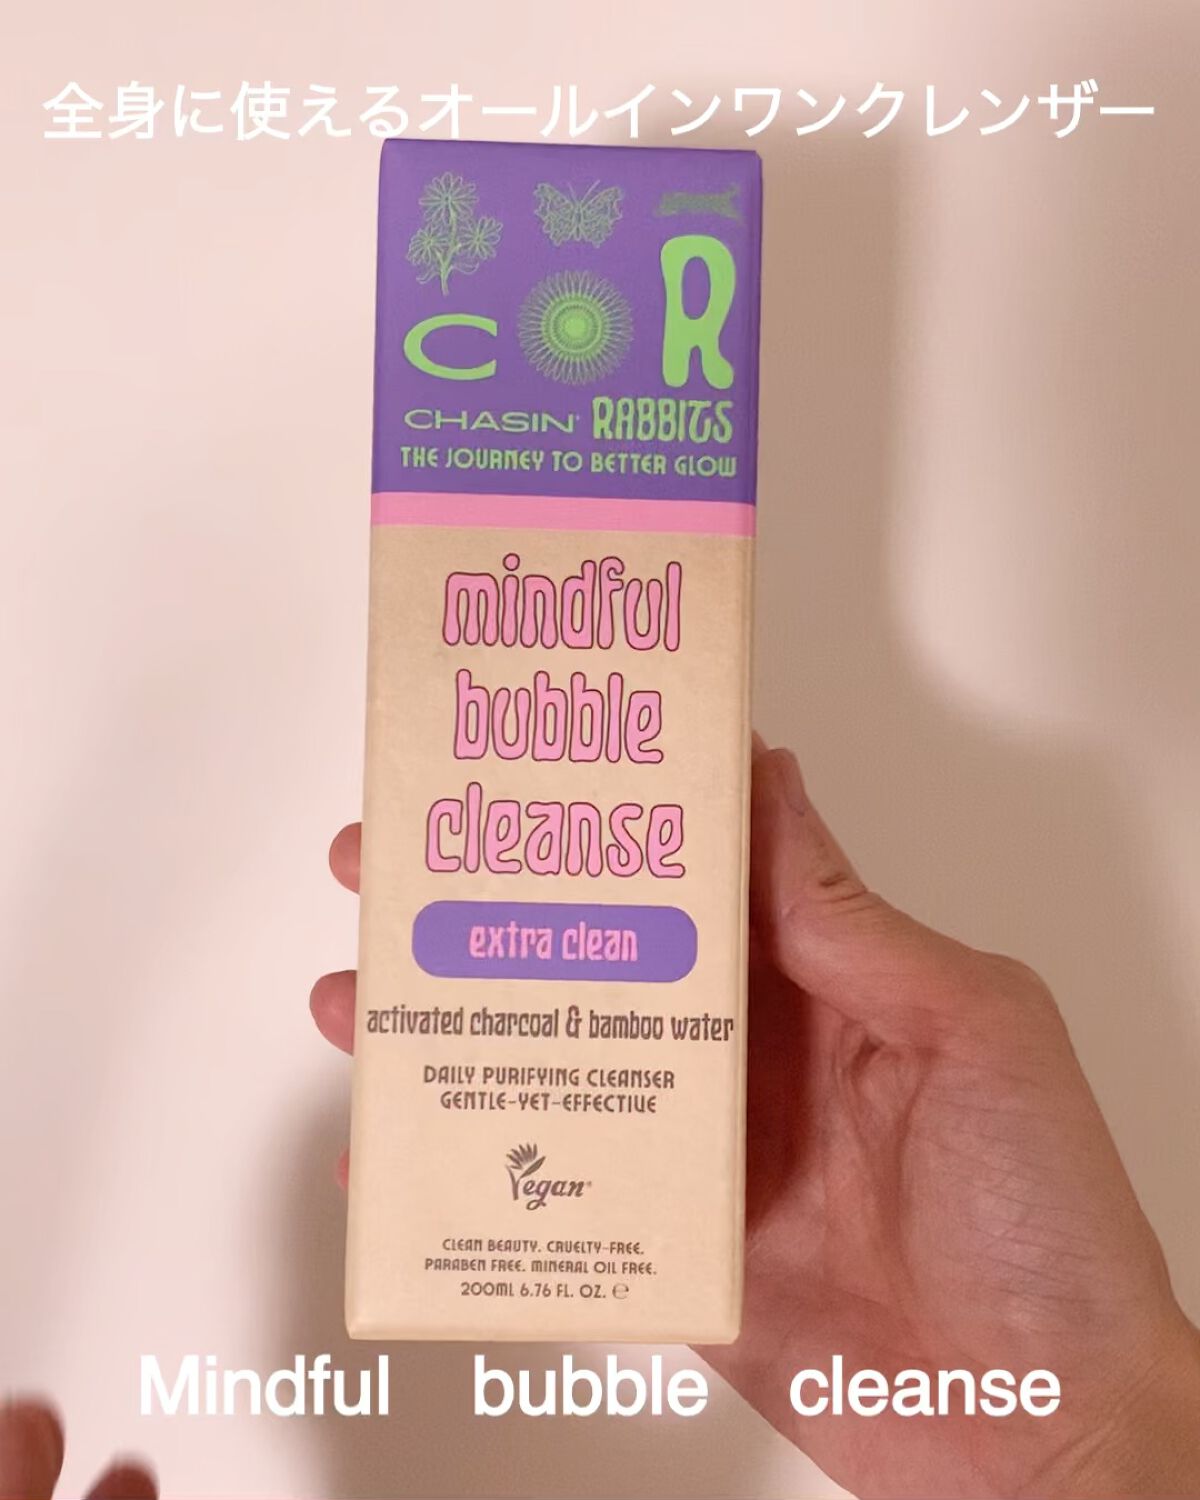 全身に使えるオールインワンクレンザー
C R
CHASIN' RABBITS
THE JOURNEY TO BETTER GLOW
mindful
bubble
cleanse
extra clean
activated charcoal & bamboo water
DAILY PURIFYING CLEANSER
GENTLE-YET-EFFECTIVE
Vegan
CLEAN BEAUTY. CRUELTY-FREE.
PARABEN FREE. MINERAL OIL FREE.
200ML 6.76 FL. OZ. ℮
Mindful bubble cleanse